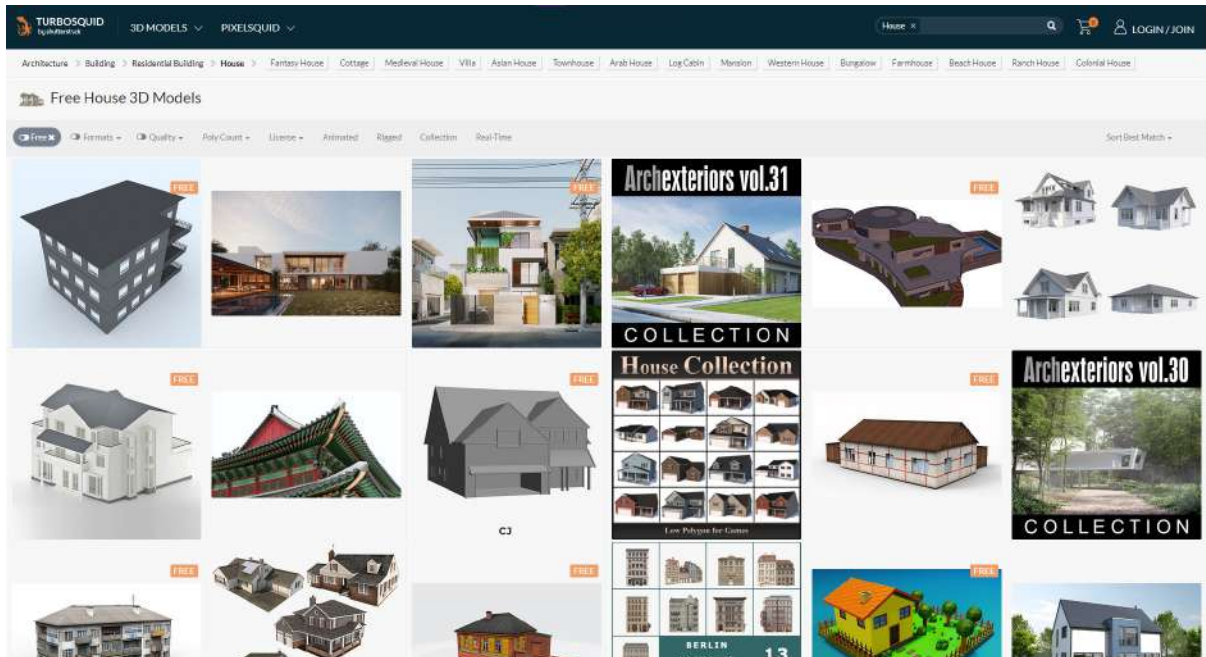 TURBOSQUID
by shutterstock
3D MODELS
PIXELSQUID
House ×
0
LOGIN / JOIN
Architecture > Building > Residential Building > House > Fantasy House Cottage Medieval House Villa Asian House Townhouse Arab House Log Cabin Mansion Western House Bungalow Farmhouse Beach House Ranch House Colonial House
Free House 3D Models
Free × Formats Quality Poly Count License Animated Rigged Collection Real-Time Sort Best Match
FREE
FREE
Archexteriors vol.31
COLLECTION
FREE
FREE
FREE
CJ
House Collection
Low Polygon for Games
FREE
Archexteriors vol.30
COLLECTION
FREE
FREE
BERLIN
13
FREE